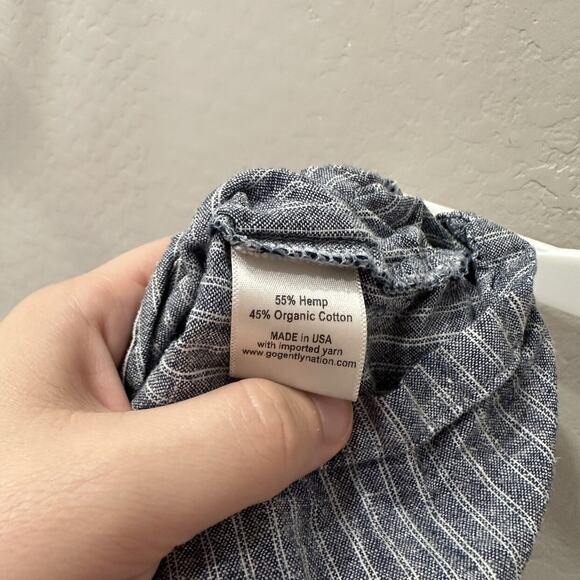 55% Hemp
45% Organic Cotton
MADE in USA
with imported yarn
www.gogentlynation.com